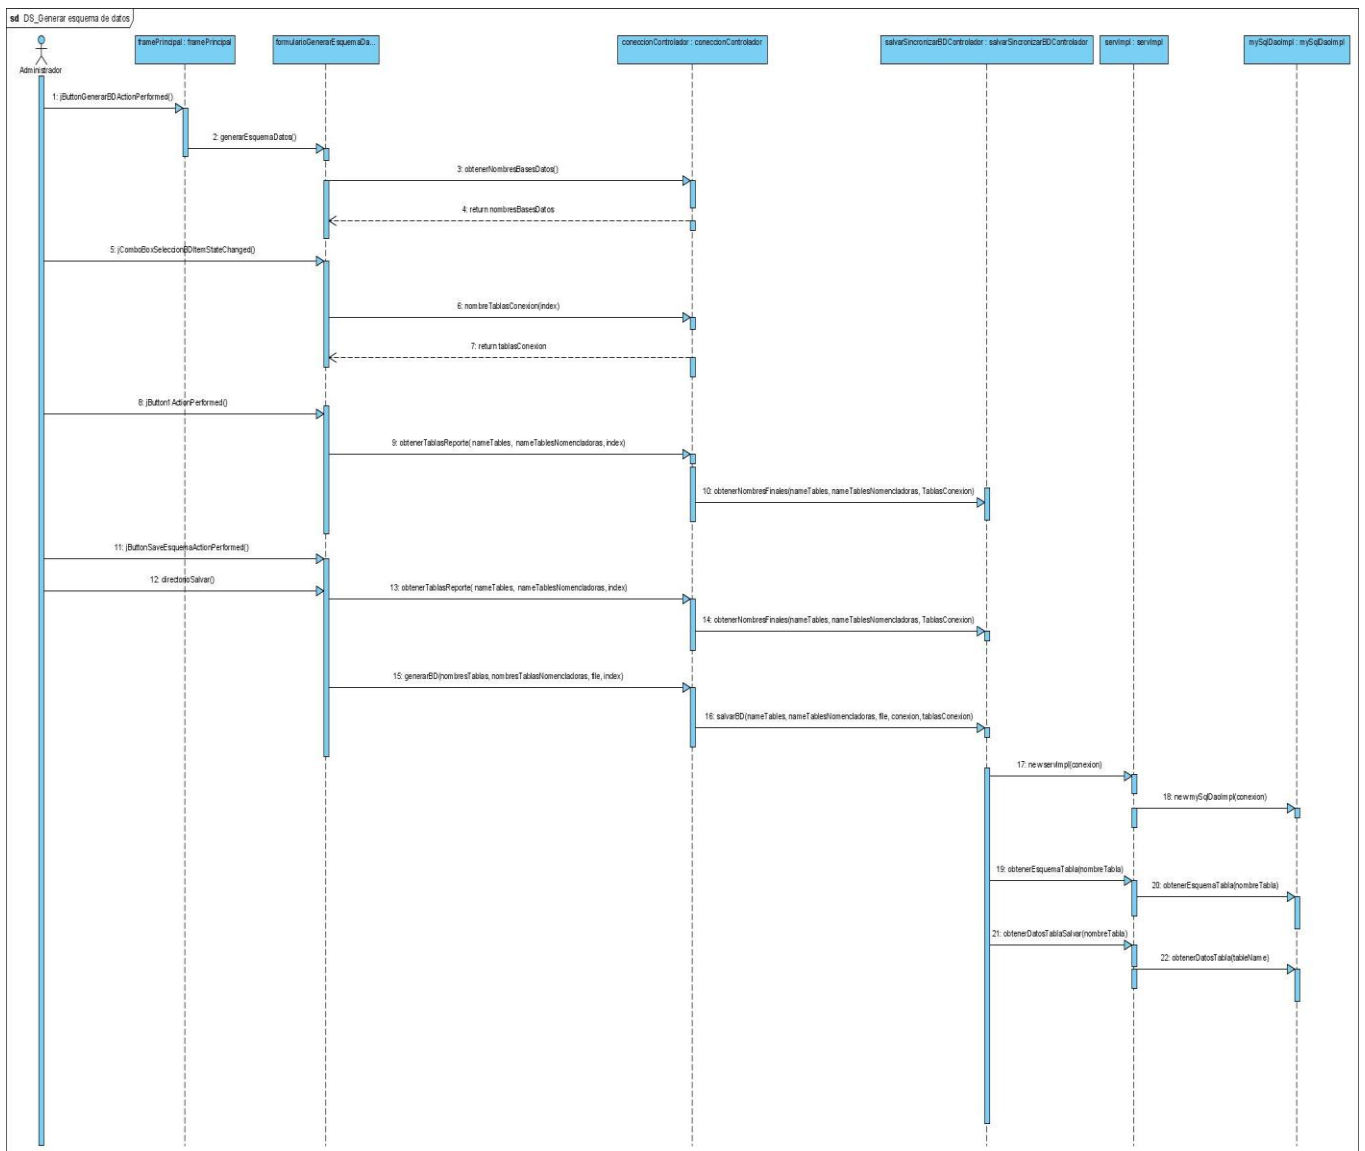 sd DS_Generar esquema de datos
framePrincipal : framePrincipal
formularioGenerarEsquemaDa...
coneccionControlador : coneccionControlador
salvarSincronizarBDControlador : salvarSincronizarBDControlador
servImpl : servImpl
mySqlDaoImpl : mySqlDaoImpl
Administrador
1: jButtonGenerarBDActionPerformed()
2: generarEsquemaDatos()
3: obtenerNombresBasesDatos()
4: return nombresBasesDatos
5: jComboBoxSeleccionBDItemStateChanged()
6: nombreTablasConexion(index)
7: return tablasConexion
8: jButton1ActionPerformed()
9: obtenerTablasReporte( nameTables, nameTablesNomencladoras, index)
10: obtenerNombresFinales(nameTables, nameTablesNomencladoras, TablasConexion)
11: jButtonSaveEsquemaActionPerformed()
12: directorioSalvar()
13: obtenerTablasReporte( nameTables, nameTablesNomencladoras, index)
14: obtenerNombresFinales(nameTables, nameTablesNomencladoras, TablasConexion)
15: generarBD(nombresTablas, nombresTablasNomencladoras, file, index)
16: salvarBD(nameTables, nameTablesNomencladoras, file, conexion, tablasConexion)
17: new servImpl(conexion)
18: new mySqlDaoImpl(conexion)
19: obtenerEsquemaTabla(nombreTabla)
20: obtenerEsquemaTabla(nombreTabla)
21: obtenerDatosTablaSalvar(nombreTabla)
22: obtenerDatosTabla(tableName)